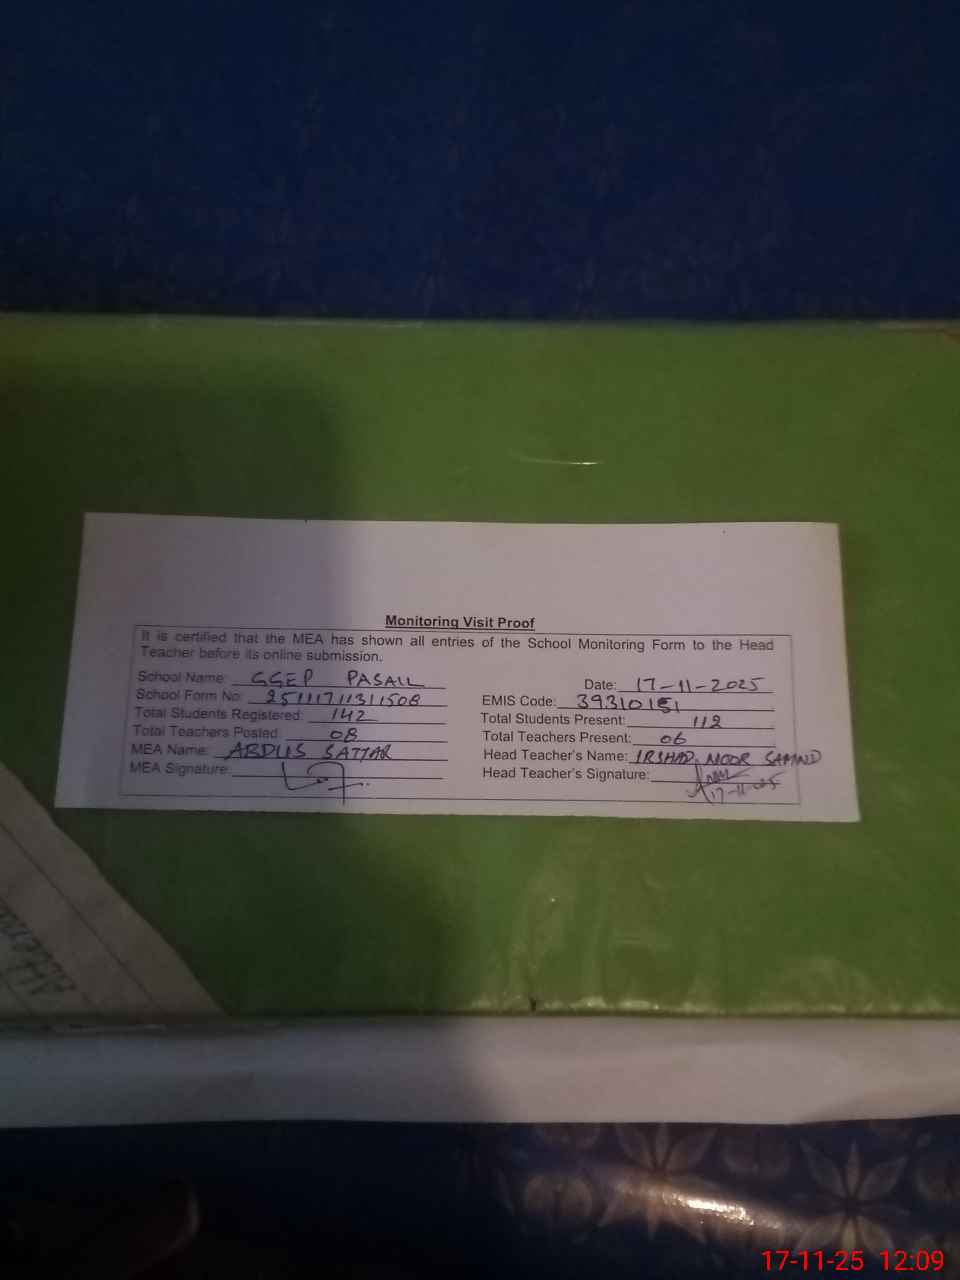 Monitoring Visit Proof
It is certified that the MEA has shown all entries of the School Monitoring Form to the Head
Teacher before its online submission.
School Name: GGEP PASAIL
Date: 17-11-2025
School Form No: 25111711311508
EMIS Code: 39310151
Total Students Registered: 142
Total Students Present: 112
Total Teachers Posted: 08
Total Teachers Present: 06
MEA Name: ABDUS SATTAR
Head Teacher's Name: IRSHAD NOOR
MEA Signature:
Head Teacher's Signature:
17-11-25 12:09